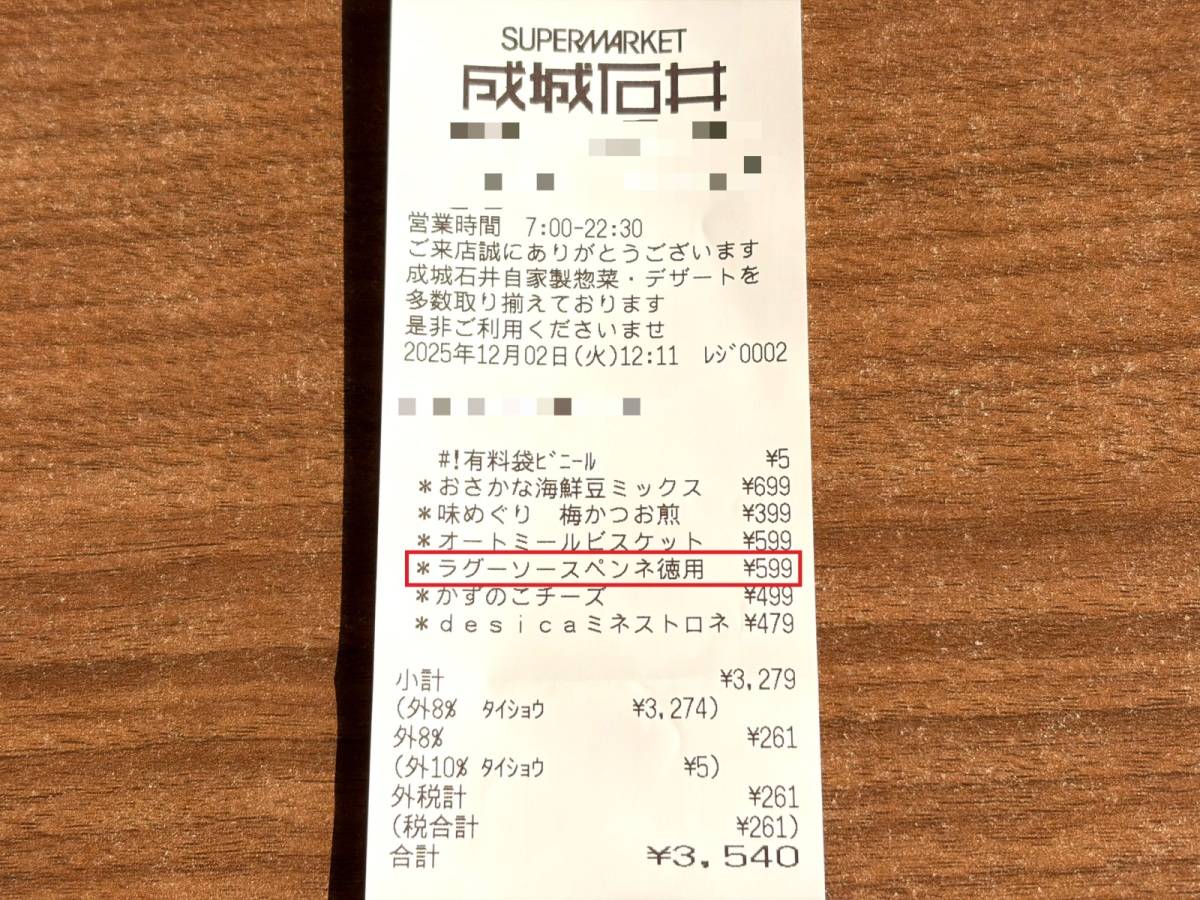 SUPERMARKET
成城石井
営業時間 7:00-22:30
ご来店誠にありがとうございます
成城石井自家製惣菜・デザートを
多数取り揃えております
是非ご利用くださいませ
2025年12月02日(火)12:11 ﾚｼﾞ0002
#!有料袋ﾋﾞﾆｰﾙ ¥5
*おさかな海鮮豆ミックス ¥699
*味めぐり 梅かつお煎 ¥399
*オートミールビスケット ¥599
*ラグーソースペンネ徳用 ¥599
*かずのこチーズ ¥499
*ｄｅｓｉｃａミネストロネ ¥479
小計 ¥3,279
(外8% ﾀｲｼｮｳ ¥3,274)
外8% ¥261
(外10% ﾀｲｼｮｳ ¥5)
外税計 ¥261
(税合計 ¥261)
合計 ¥3,540